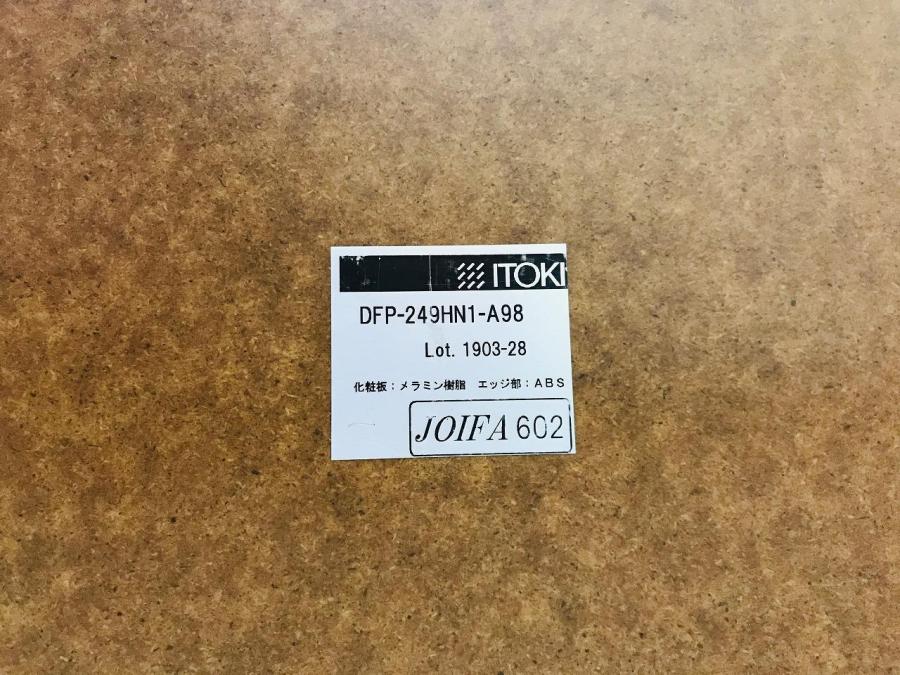 ITOKI
DFP-249HN1-A98
Lot. 1903-28
化粧板：メラミン樹脂　エッジ部：ABS
JOIFA 602